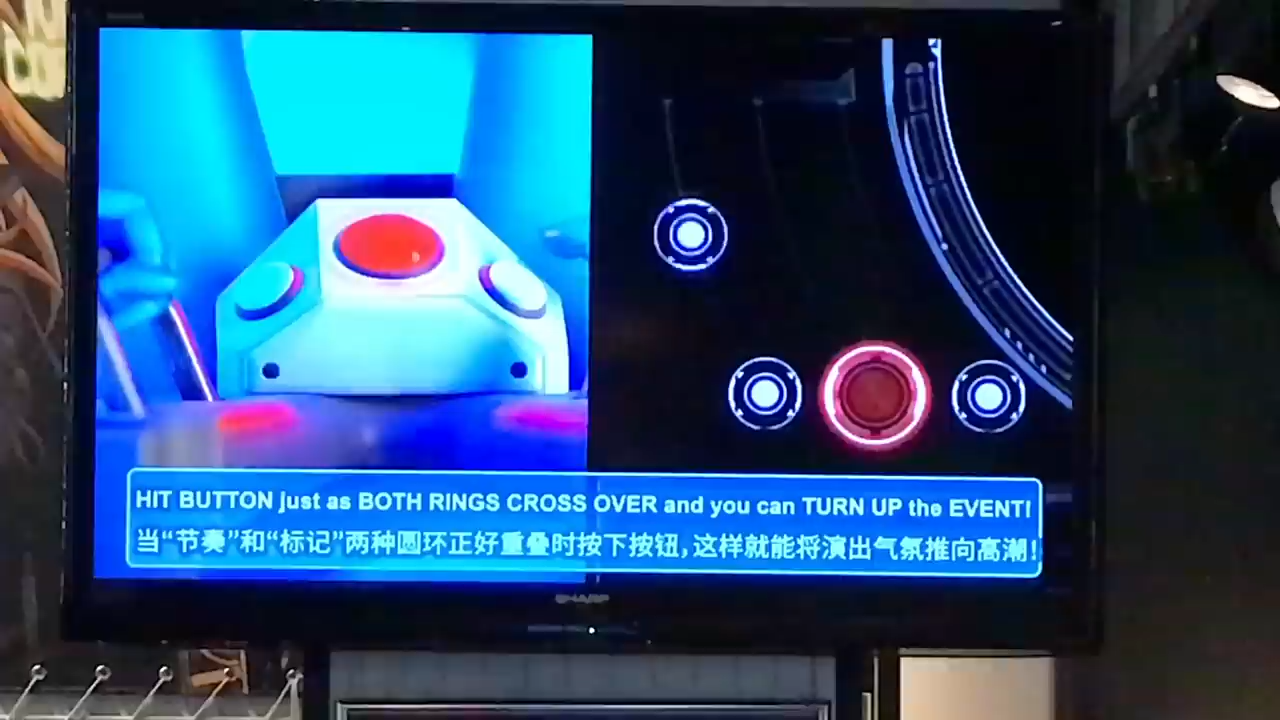 HIT BUTTON just as BOTH RINGS CROSS OVER and you can TURN UP the EVENT!
当“节奏”和“标记”两种圆环正好重叠时按下按钮,这样就能将演出气氛推向高潮!
SHARP